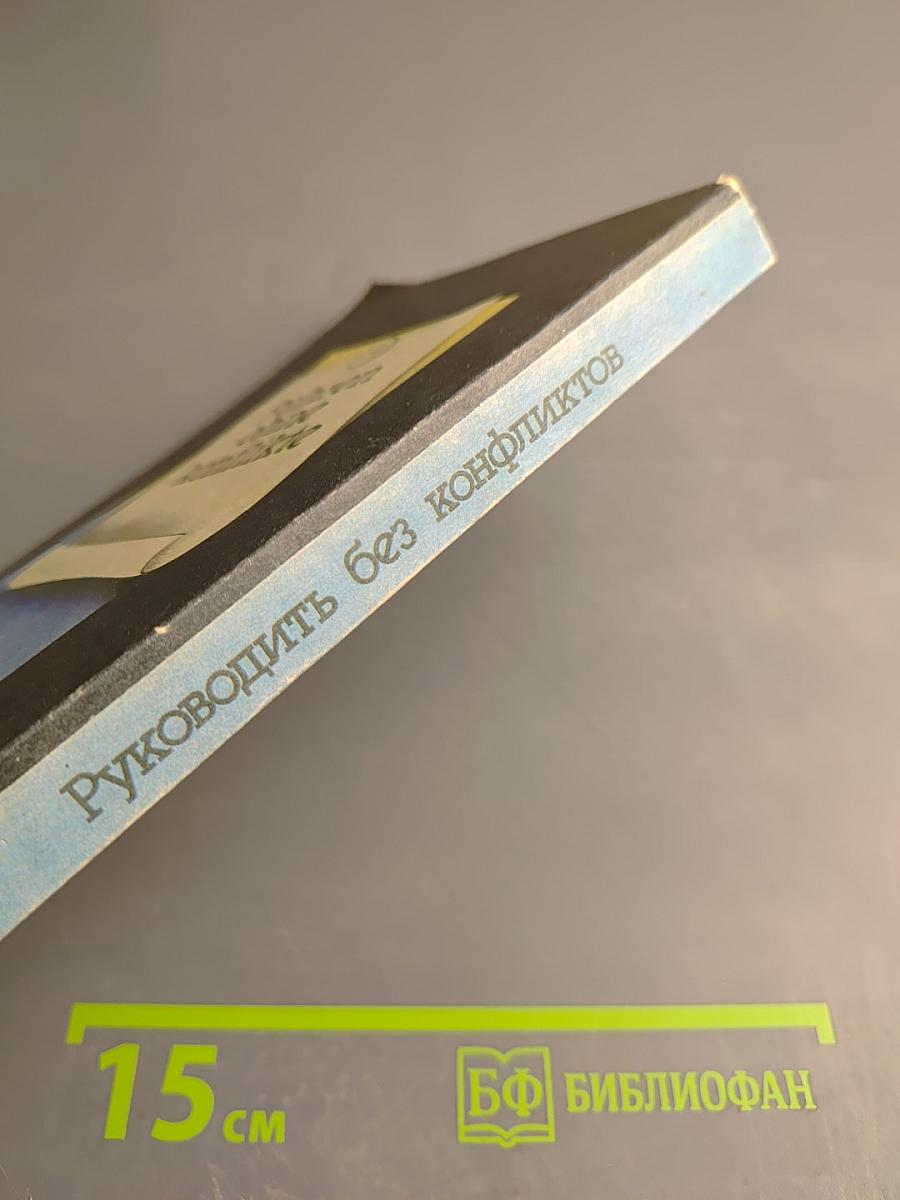 Руководить без конфликтов
15 см
БФ БИБЛИОФАН